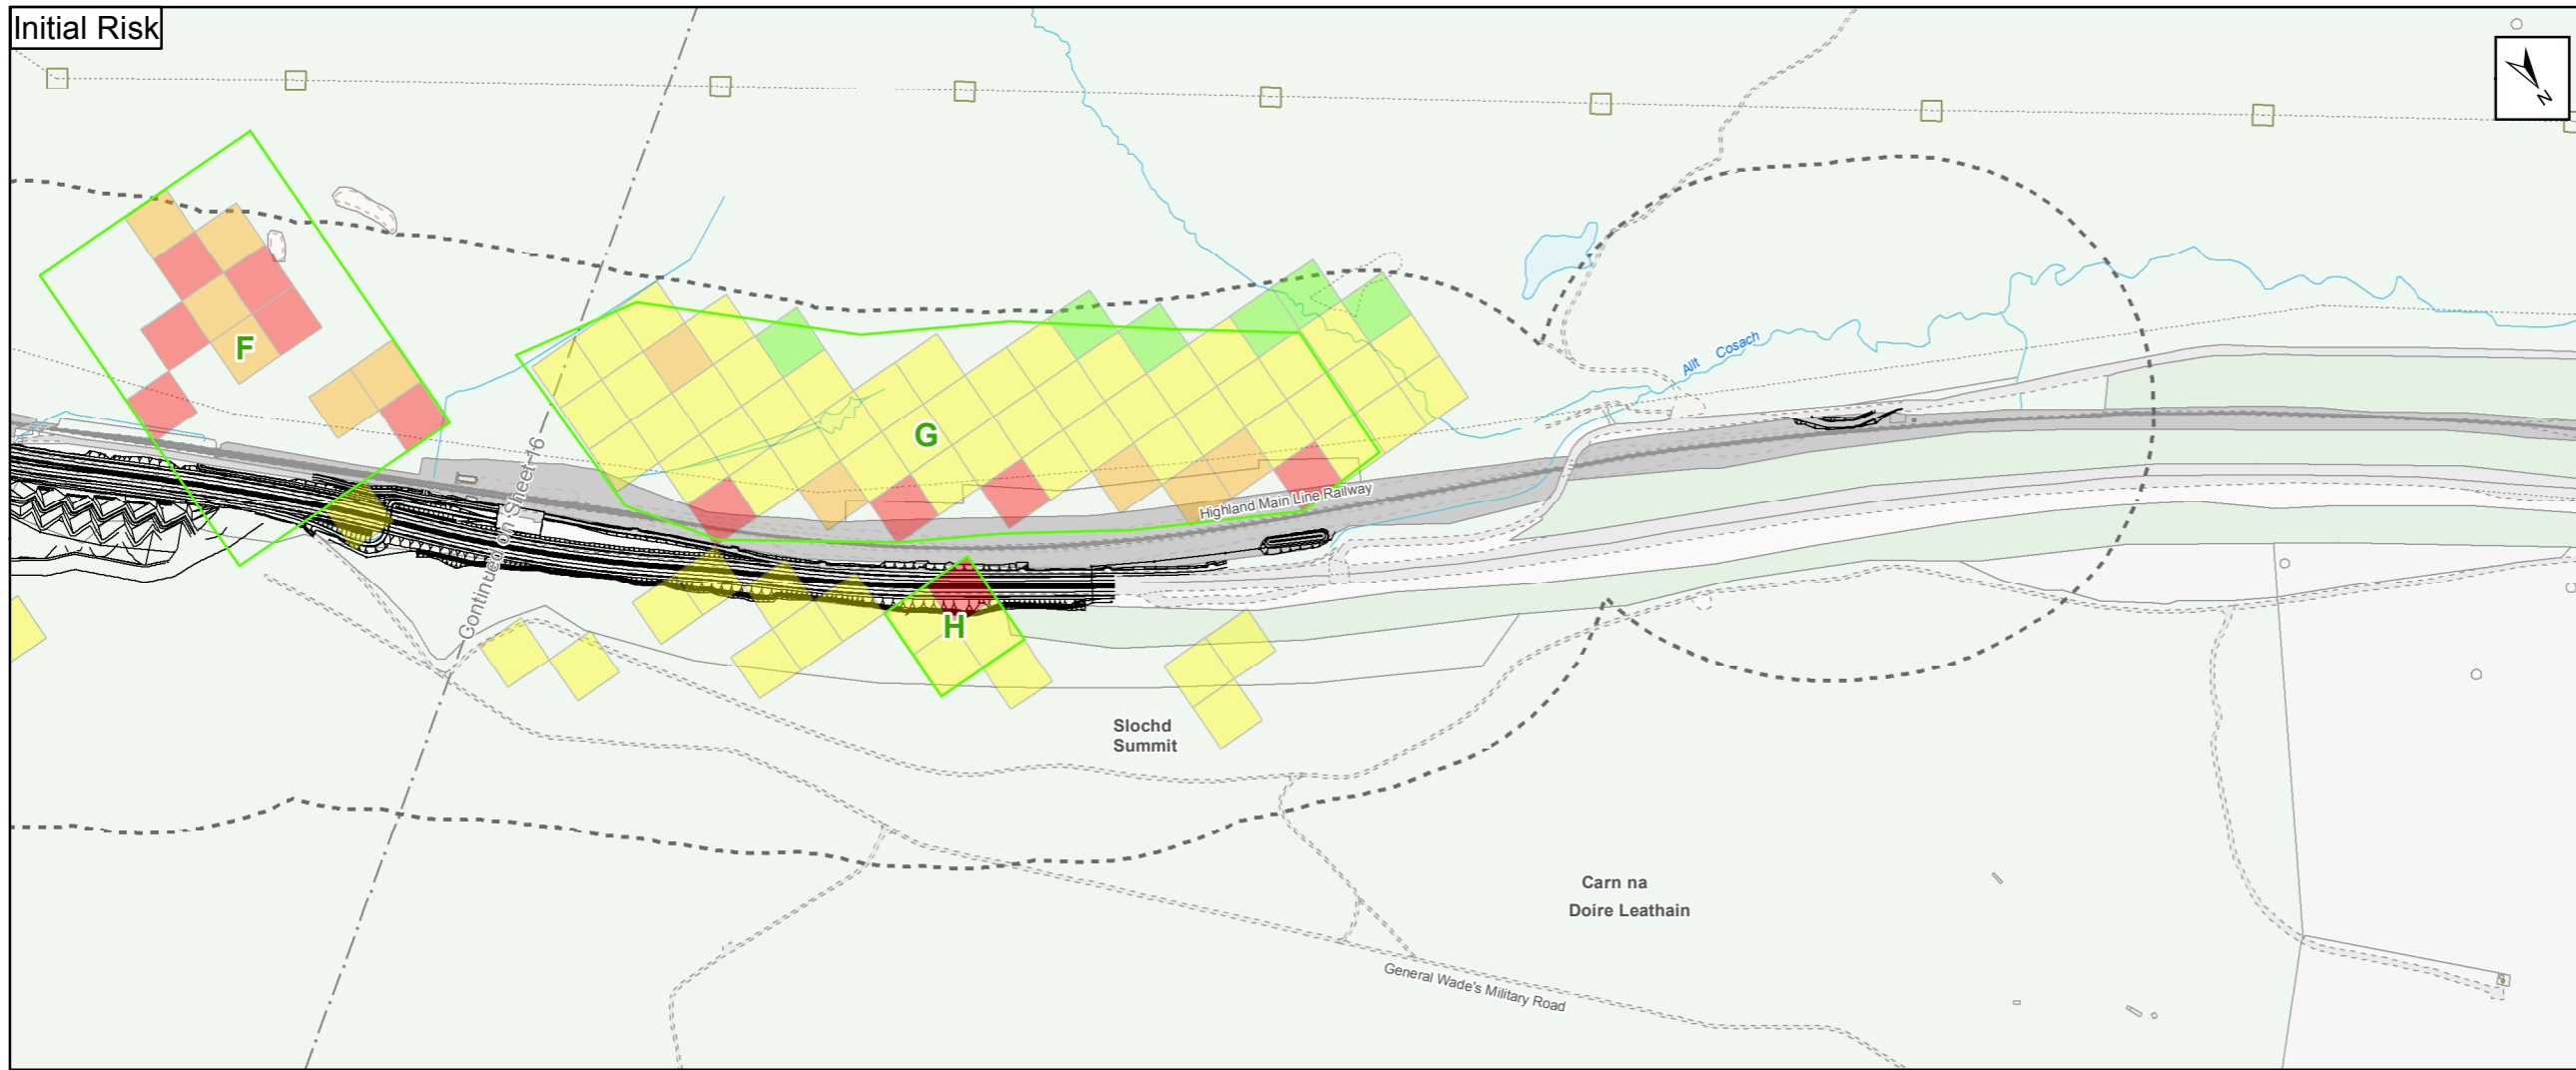 Initial Risk
N
Allt Cosach
F
G
Continued on Sheet 16
Highland Main Line Railway
H
Slochd
Summit
Carn na
Doire Leathain
General Wade's Military Road